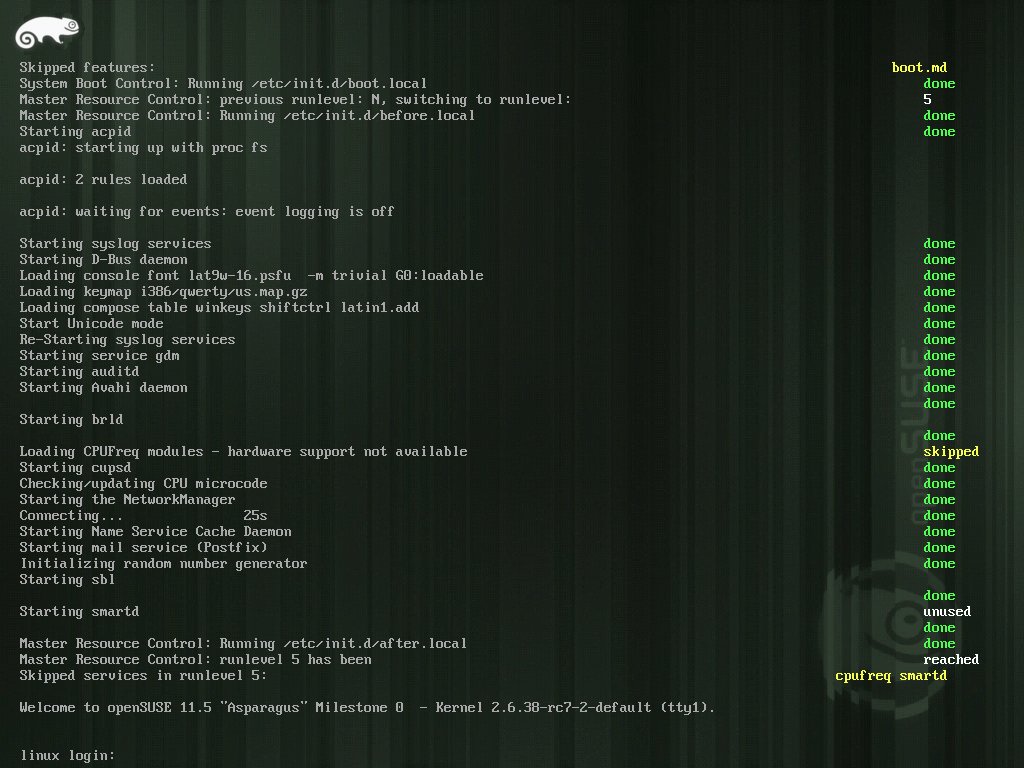 Skipped features: boot.md
System Boot Control: Running /etc/init.d/boot.local done
Master Resource Control: previous runlevel: N, switching to runlevel: 5
Master Resource Control: Running /etc/init.d/before.local done
Starting acpid done
acpid: starting up with proc fs
acpid: 2 rules loaded
acpid: waiting for events: event logging is off
Starting syslog services done
Starting D-Bus daemon done
Loading console font lat9w-16.psfu  -m trivial G0:loadable done
Loading keymap i386/qwerty/us.map.gz done
Loading compose table winkeys shiftctrl latin1.add done
Start Unicode mode done
Re-Starting syslog services done
Starting service gdm done
Starting auditd done
Starting Avahi daemon done
done
Starting brld
done
Loading CPUFreq modules - hardware support not available skipped
Starting cupsd done
Checking/updating CPU microcode done
Starting the NetworkManager done
Connecting... 25s done
Starting Name Service Cache Daemon done
Starting mail service (Postfix) done
Initializing random number generator done
Starting sbl
done
Starting smartd unused
done
Master Resource Control: Running /etc/init.d/after.local done
Master Resource Control: runlevel 5 has been reached
Skipped services in runlevel 5: cpufreq smartd
Welcome to openSUSE 11.5 "Asparagus" Milestone 0  - Kernel 2.6.38-rc7-2-default (tty1).
linux login:
openSUSE